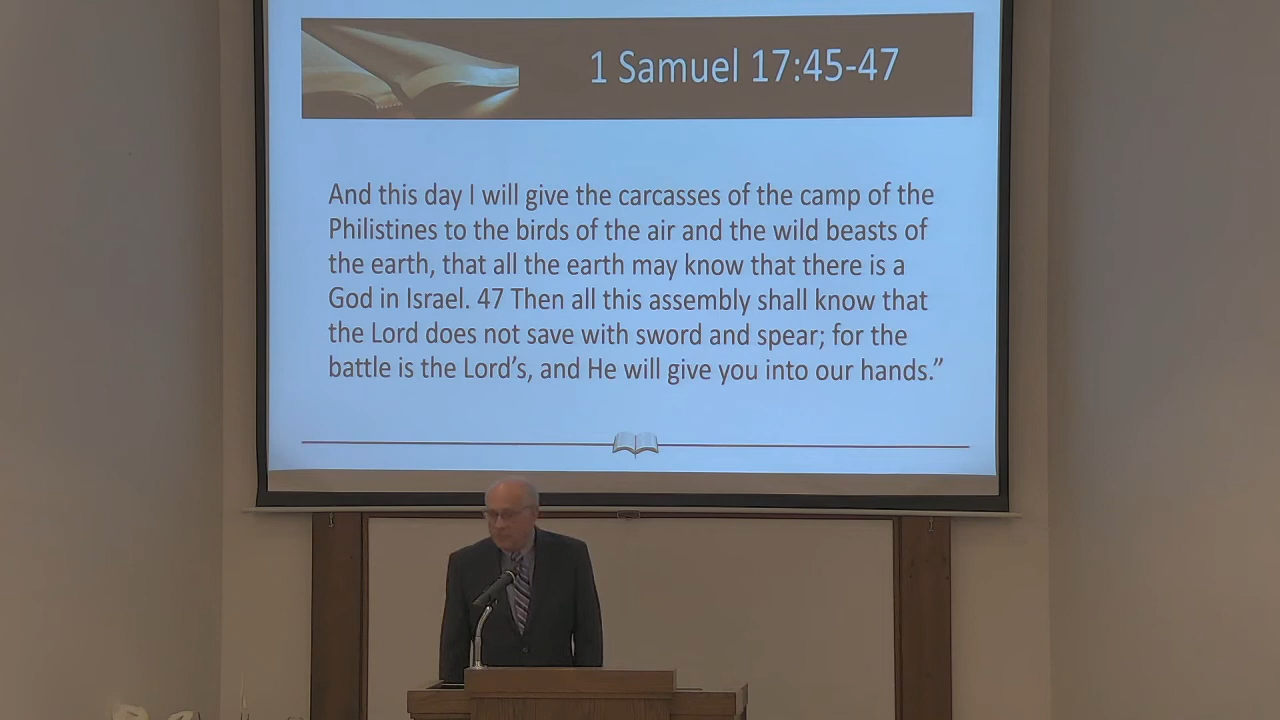 1 Samuel 17:45-47
And this day I will give the carcasses of the camp of the
Philistines to the birds of the air and the wild beasts of
the earth, that all the earth may know that there is a
God in Israel. 47 Then all this assembly shall know that
the Lord does not save with sword and spear; for the
battle is the Lord’s, and He will give you into our hands.”